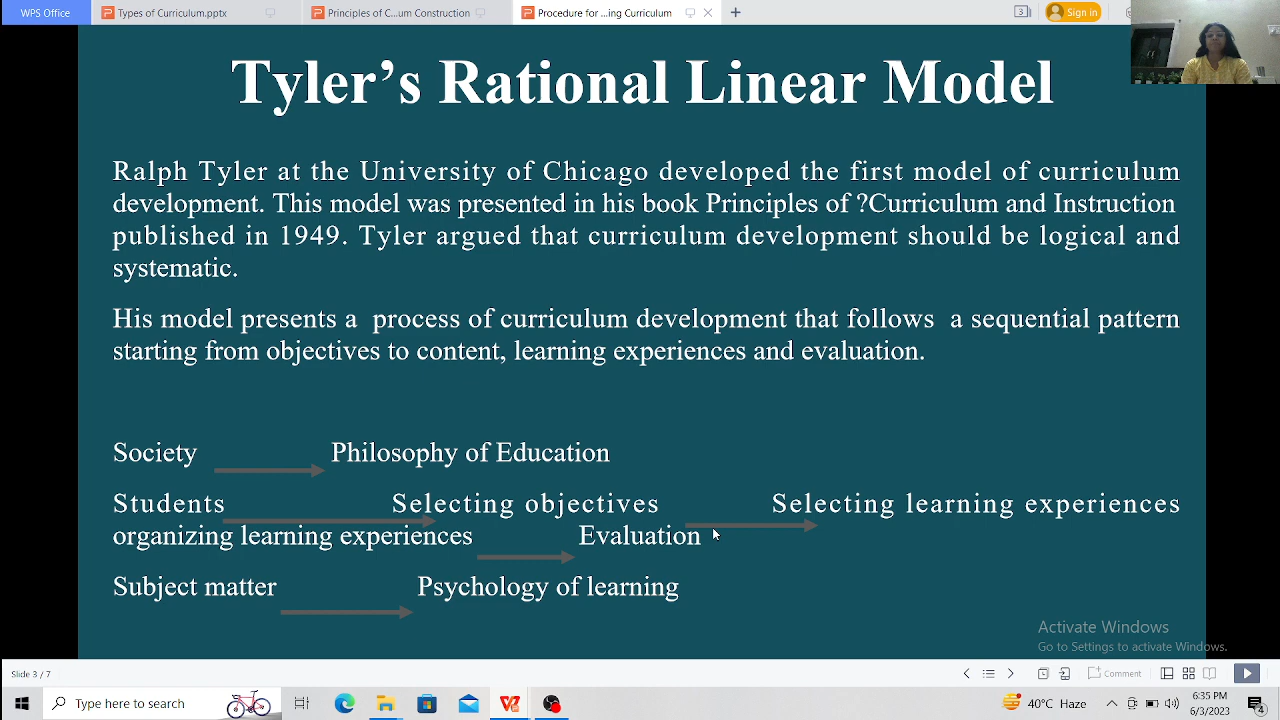 WPS Office
Types of Curriculum.pptx
Principles of C...um Construction
Procedure for ...ing Curriculum
3
Sign in
Tyler's Rational Linear Model
Ralph Tyler at the University of Chicago developed the first model of curriculum
development. This model was presented in his book Principles of ?Curriculum and Instruction
published in 1949. Tyler argued that curriculum development should be logical and
systematic.
His model presents a process of curriculum development that follows a sequential pattern
starting from objectives to content, learning experiences and evaluation.
Society Philosophy of Education
Students Selecting objectives Selecting learning experiences
organizing learning experiences Evaluation
Subject matter Psychology of learning
Activate Windows
Go to Settings to activate Windows.
Slide 3 / 7
Comment
Type here to search
40°C Haze
6:35 PM
6/3/2023
4